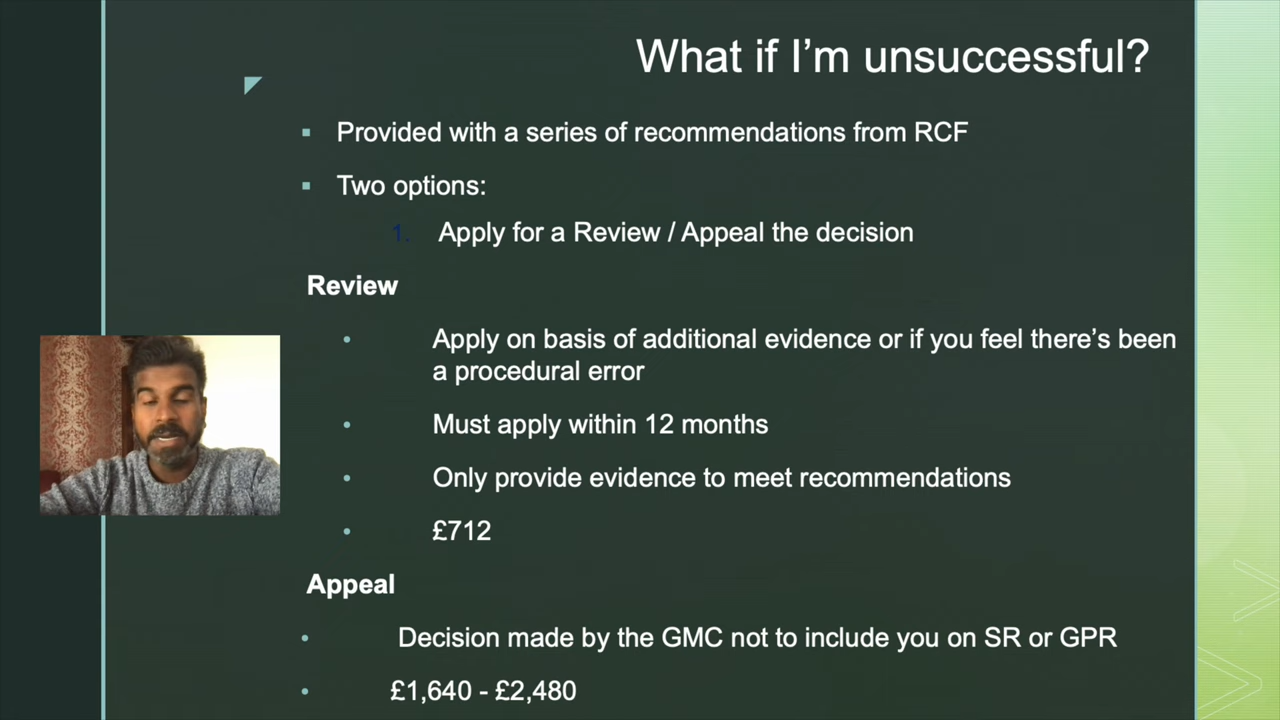 What if I’m unsuccessful?
Provided with a series of recommendations from RCF
Two options:
1. Apply for a Review / Appeal the decision
Review
Apply on basis of additional evidence or if you feel there’s been
a procedural error
Must apply within 12 months
Only provide evidence to meet recommendations
£712
Appeal
Decision made by the GMC not to include you on SR or GPR
£1,640 - £2,480